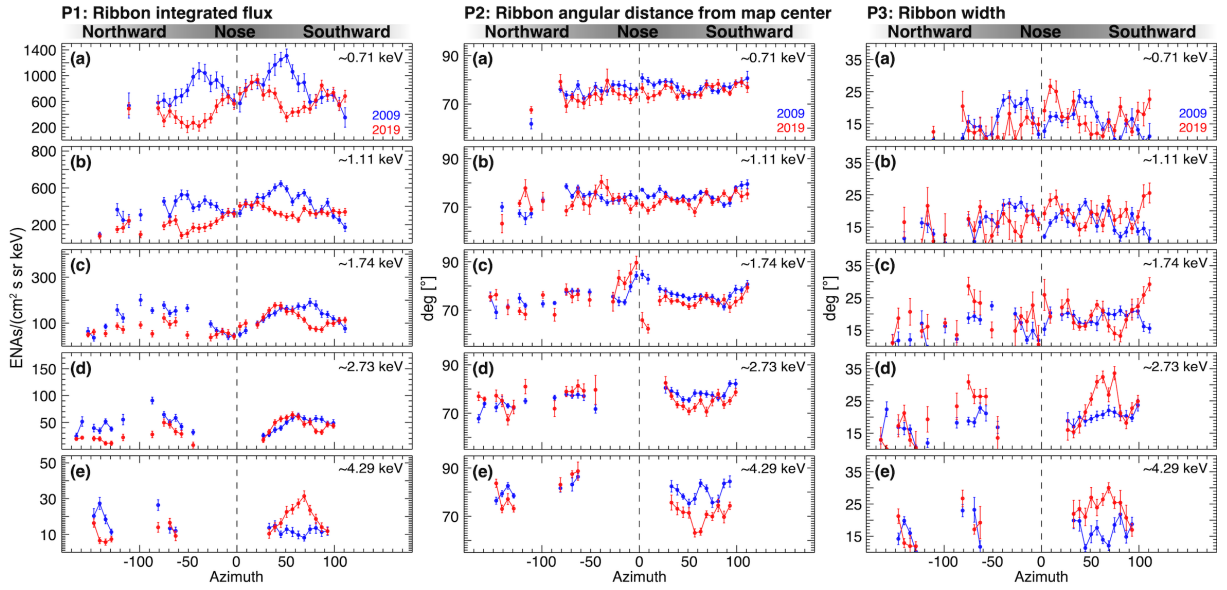 P1: Ribbon integrated flux
Northward Nose Southward
(a) ~0.71 keV
1400
1200
1000
800
600
400
200
2009
2019
(b) ~1.11 keV
800
600
400
200
0
(c) ~1.74 keV
300
100
(d) ~2.73 keV
150
100
50
(e) ~4.29 keV
50
40
30
20
10
ENAs/(cm² s sr keV)
-100 -50 0 50 100
Azimuth
P2: Ribbon angular distance from map center
Northward Nose Southward
(a) ~0.71 keV
90
70
2009
2019
(b) ~1.11 keV
90
70
(c) ~1.74 keV
90
70
(d) ~2.73 keV
90
70
(e) ~4.29 keV
90
70
deg [°]
-100 -50 0 50 100
Azimuth
P3: Ribbon width
Northward Nose Southward
(a) ~0.71 keV
35
25
15
2009
2019
(b) ~1.11 keV
35
25
15
(c) ~1.74 keV
35
25
15
(d) ~2.73 keV
35
25
15
(e) ~4.29 keV
35
25
15
deg [°]
-100 -50 0 50 100
Azimuth